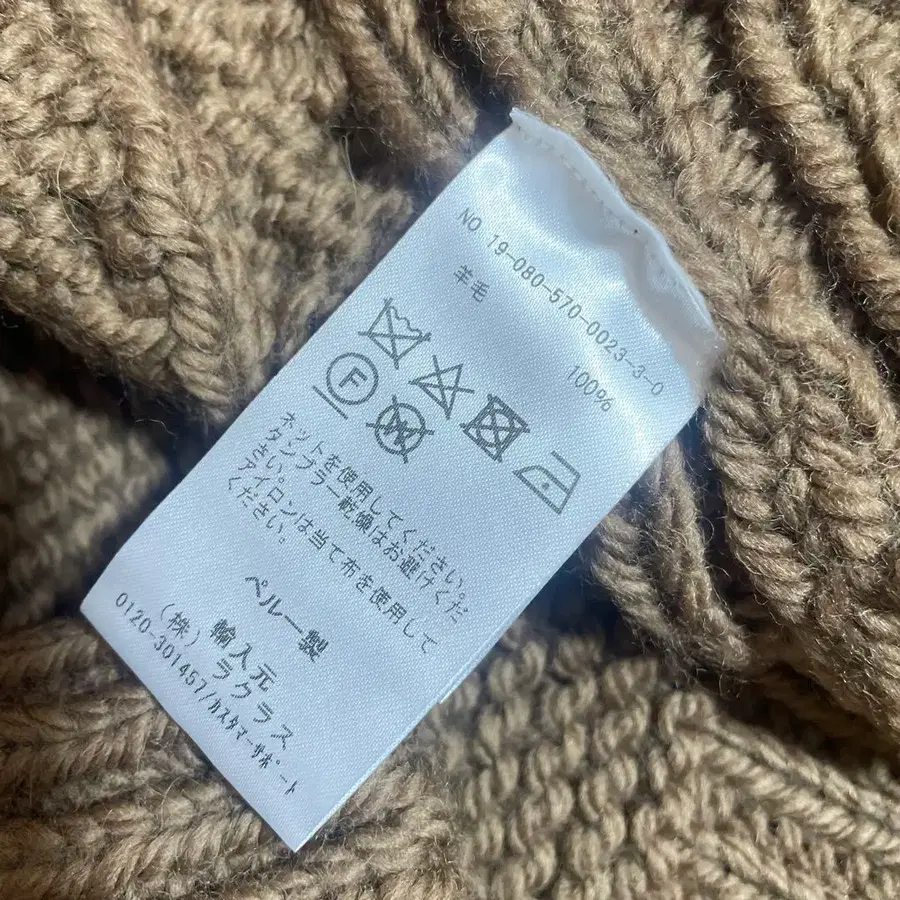 NO 19-080-570-0023-3-0
羊毛 100%
F
W
ネットを使用してください。
タンブラー乾燥はお避けくだ
さい。
アイロンは当て布を使用して
ください。
ペルー製
輸入元
(株) ラクラス
0120-301457/カスタマーサポート